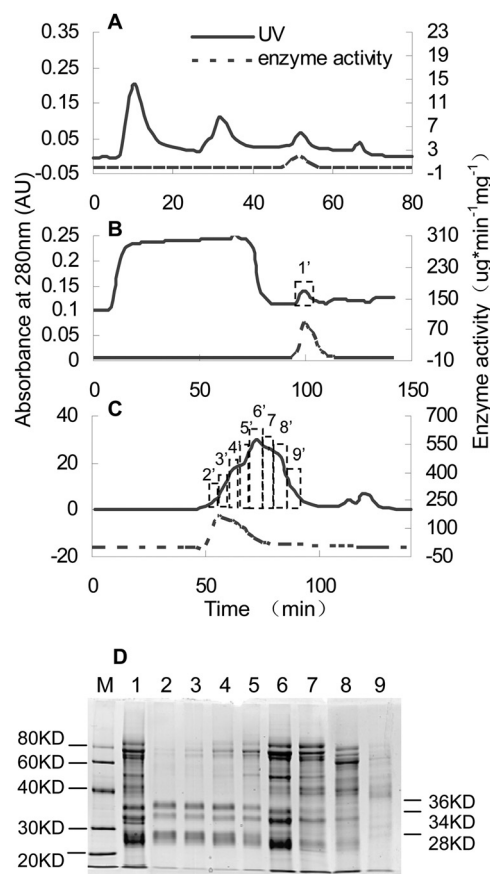 A
UV
enzyme activity
0.35
0.25
0.15
0.05
-0.05
23
19
15
11
7
3
-1
0 20 40 60 80
B
1'
0.25
0.2
0.15
0.1
0.05
0
310
230
150
70
-10
0 50 100 150
C
2' 3' 4' 5' 6' 7 8' 9'
40
20
0
-20
700
550
400
250
100
-50
0 50 100
Time (min)
Absorbance at 280nm (AU)
Enzyme activity (ug*min-1mg-1)
D
M 1 2 3 4 5 6 7 8 9
80KD
60KD
40KD
30KD
20KD
36KD
34KD
28KD